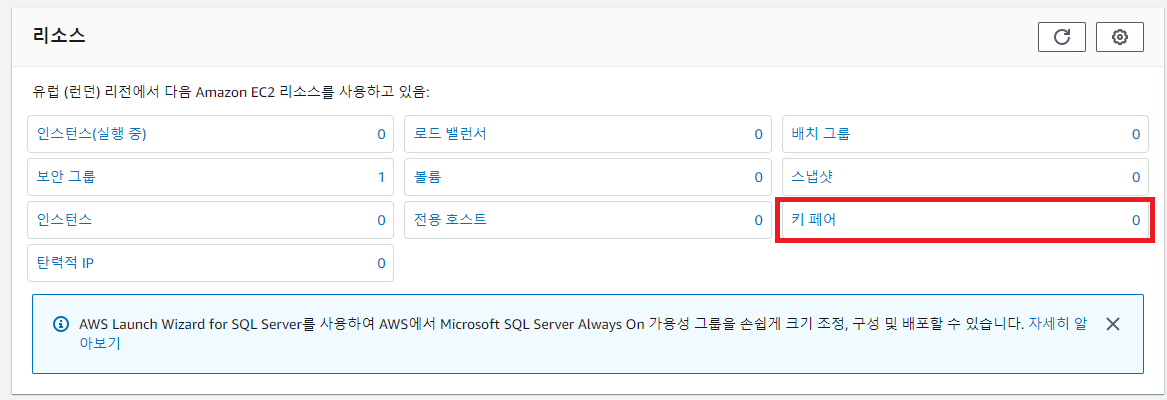 리소스
유럽 (런던) 리전에서 다음 Amazon EC2 리소스를 사용하고 있음:
인스턴스(실행 중) 0 로드 밸런서 0 배치 그룹 0
보안 그룹 1 볼륨 0 스냅샷 0
인스턴스 0 전용 호스트 0 키 페어 0
탄력적 IP 0
AWS Launch Wizard for SQL Server를 사용하여 AWS에서 Microsoft SQL Server Always On 가용성 그룹을 손쉽게 크기 조정, 구성 및 배포할 수 있습니다. 자세히 알
아보기